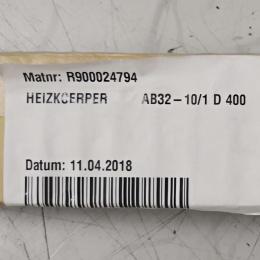 Matnr: R900024794
HEIZKOERPER AB32-10/1 D 400
Datum: 11.04.2018